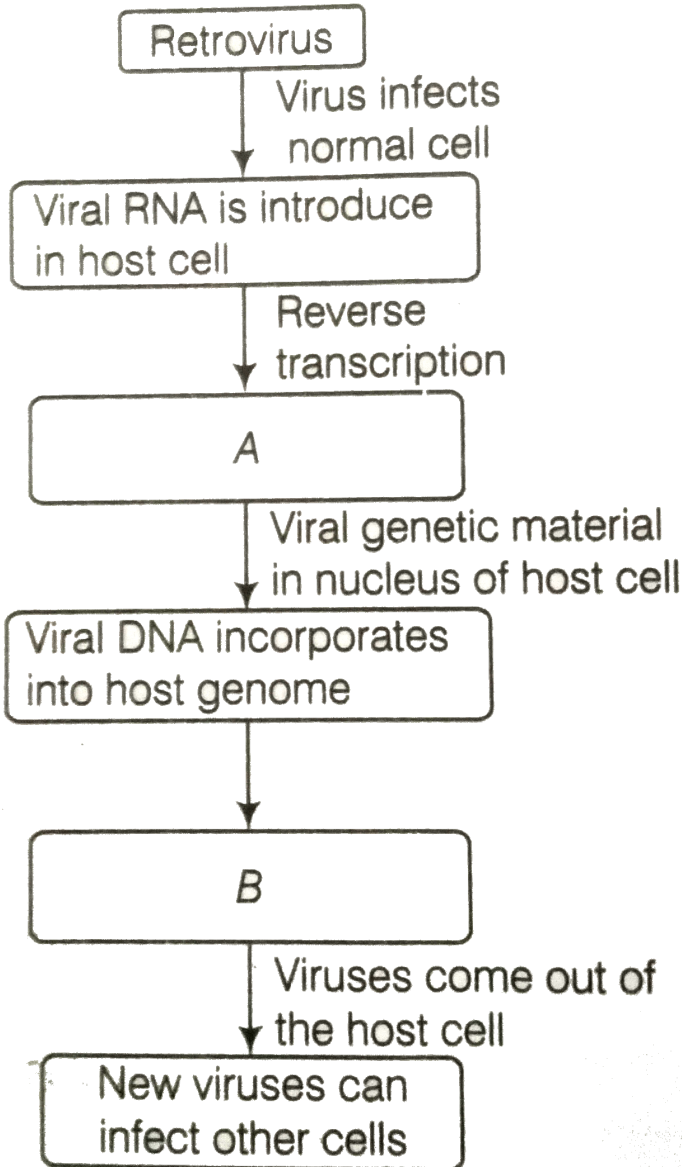 Retrovirus
Virus infects
normal cell
Viral RNA is introduce
in host cell
Reverse
transcription
A
Viral genetic material
in nucleus of host cell
Viral DNA incorporates
into host genome
B
Viruses come out of
the host cell
New viruses can
infect other cells